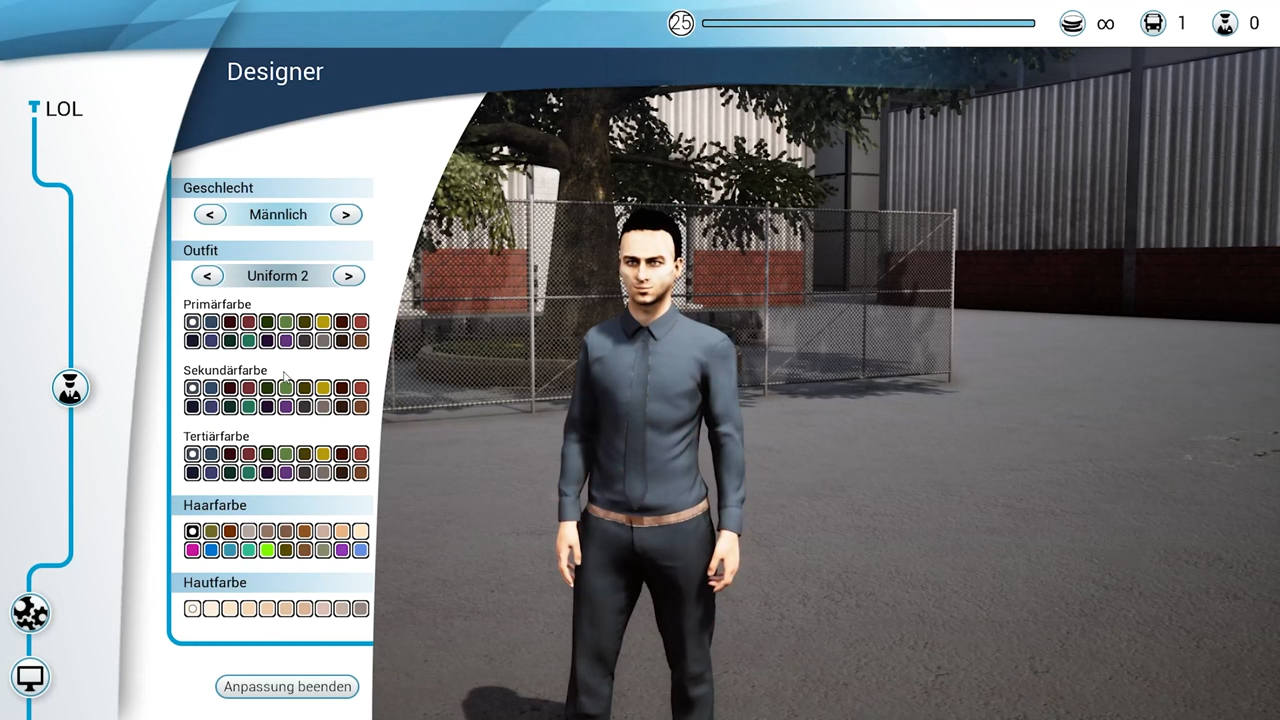 25
∞
1
0
Designer
LOL
Geschlecht
< Männlich >
Outfit
< Uniform 2 >
Primärfarbe
Sekundärfarbe
Tertiärfarbe
Haarfarbe
Hautfarbe
Anpassung beenden